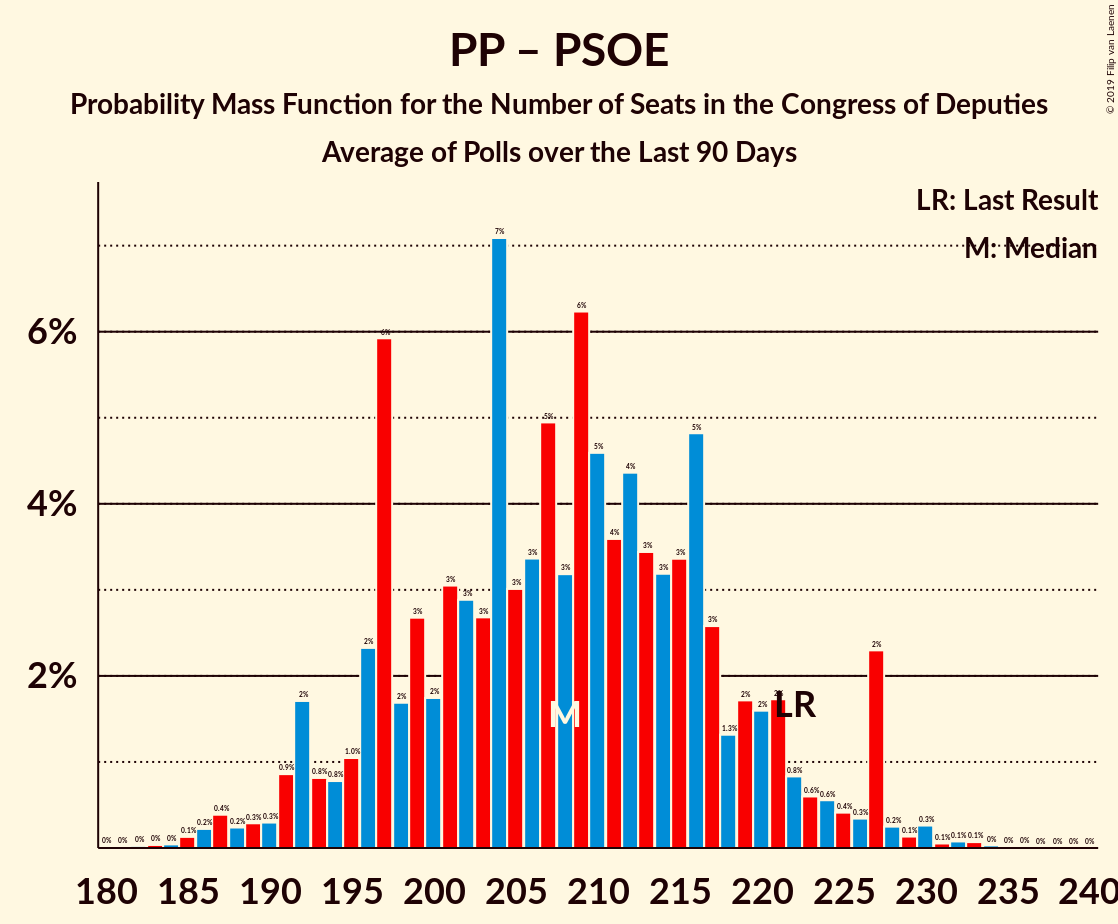 PP – PSOE
Probability Mass Function for the Number of Seats in the Congress of Deputies
Average of Polls over the Last 90 Days
© 2019 Filip van Laenen
LR: Last Result
M: Median
6%
4%
2%
0% 0% 0% 0% 0% 0.1% 0.2% 0.4% 0.2% 0.3% 0.3% 0.9% 2% 0.8% 0.8% 1.0% 2% 6% 2% 3% 2% 3% 3% 3% 7% 3% 3% 5% 3% 6% 5% 4% 4% 3% 3% 3% 5% 3% 1.3% 2% 2% 2% 0.8% 0.6% 0.6% 0.4% 0.3% 2% 0.2% 0.1% 0.3% 0.1% 0.1% 0.1% 0% 0% 0% 0% 0% 0% 0%
M
LR
180 185 190 195 200 205 210 215 220 225 230 235 240